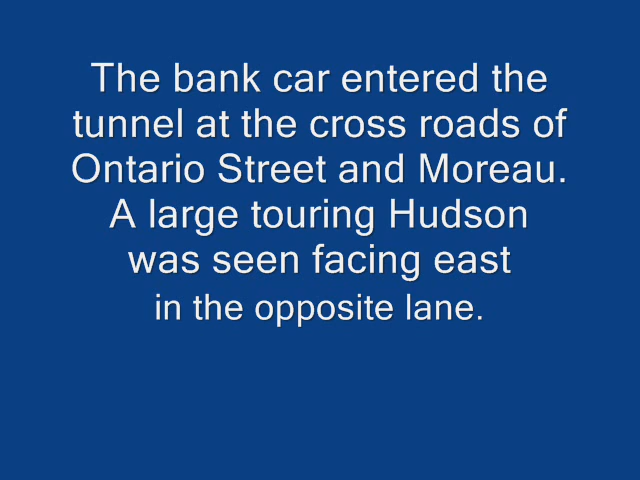 The bank car entered the
tunnel at the cross roads of
Ontario Street and Moreau.
A large touring Hudson
was seen facing east
in the opposite lane.